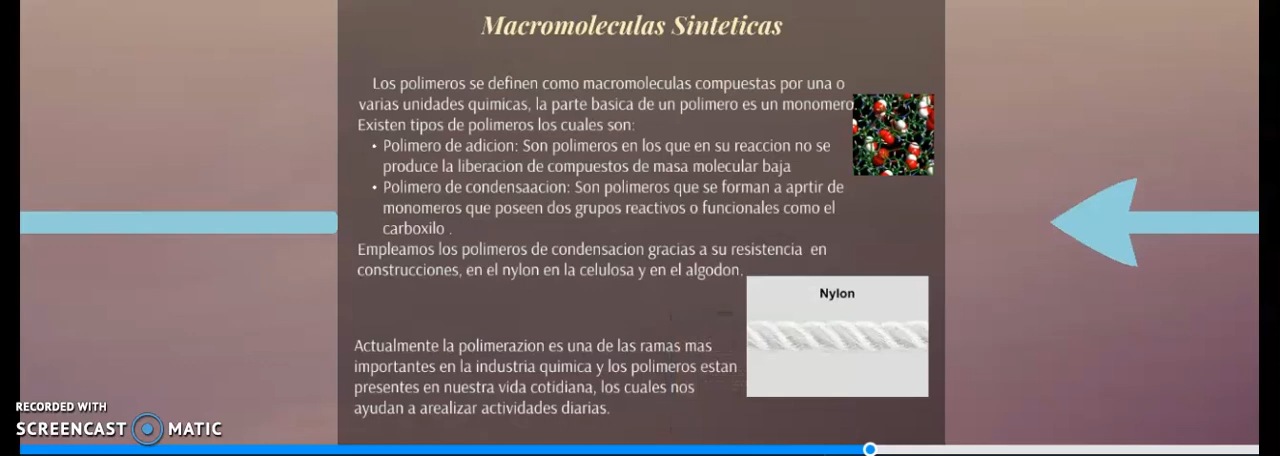 Macromoleculas Sinteticas
Los polimeros se definen como macromoleculas compuestas por una o
varias unidades quimicas, la parte basica de un polimero es un monomero
Existen tipos de polimeros los cuales son:
• Polimero de adicion: Son polimeros en los que en su reaccion no se
produce la liberacion de compuestos de masa molecular baja
• Polimero de condensaacion: Son polimeros que se forman a aprtir de
monomeros que poseen dos grupos reactivos o funcionales como el
carboxilo .
Empleamos los polimeros de condensacion gracias a su resistencia en
construcciones, en el nylon en la celulosa y en el algodon.
Nylon
Actualmente la polimerazion es una de las ramas mas
importantes en la industria quimica y los polimeros estan
presentes en nuestra vida cotidiana, los cuales nos
ayudan a arealizar actividades diarias.
RECORDED WITH
SCREENCAST MATIC